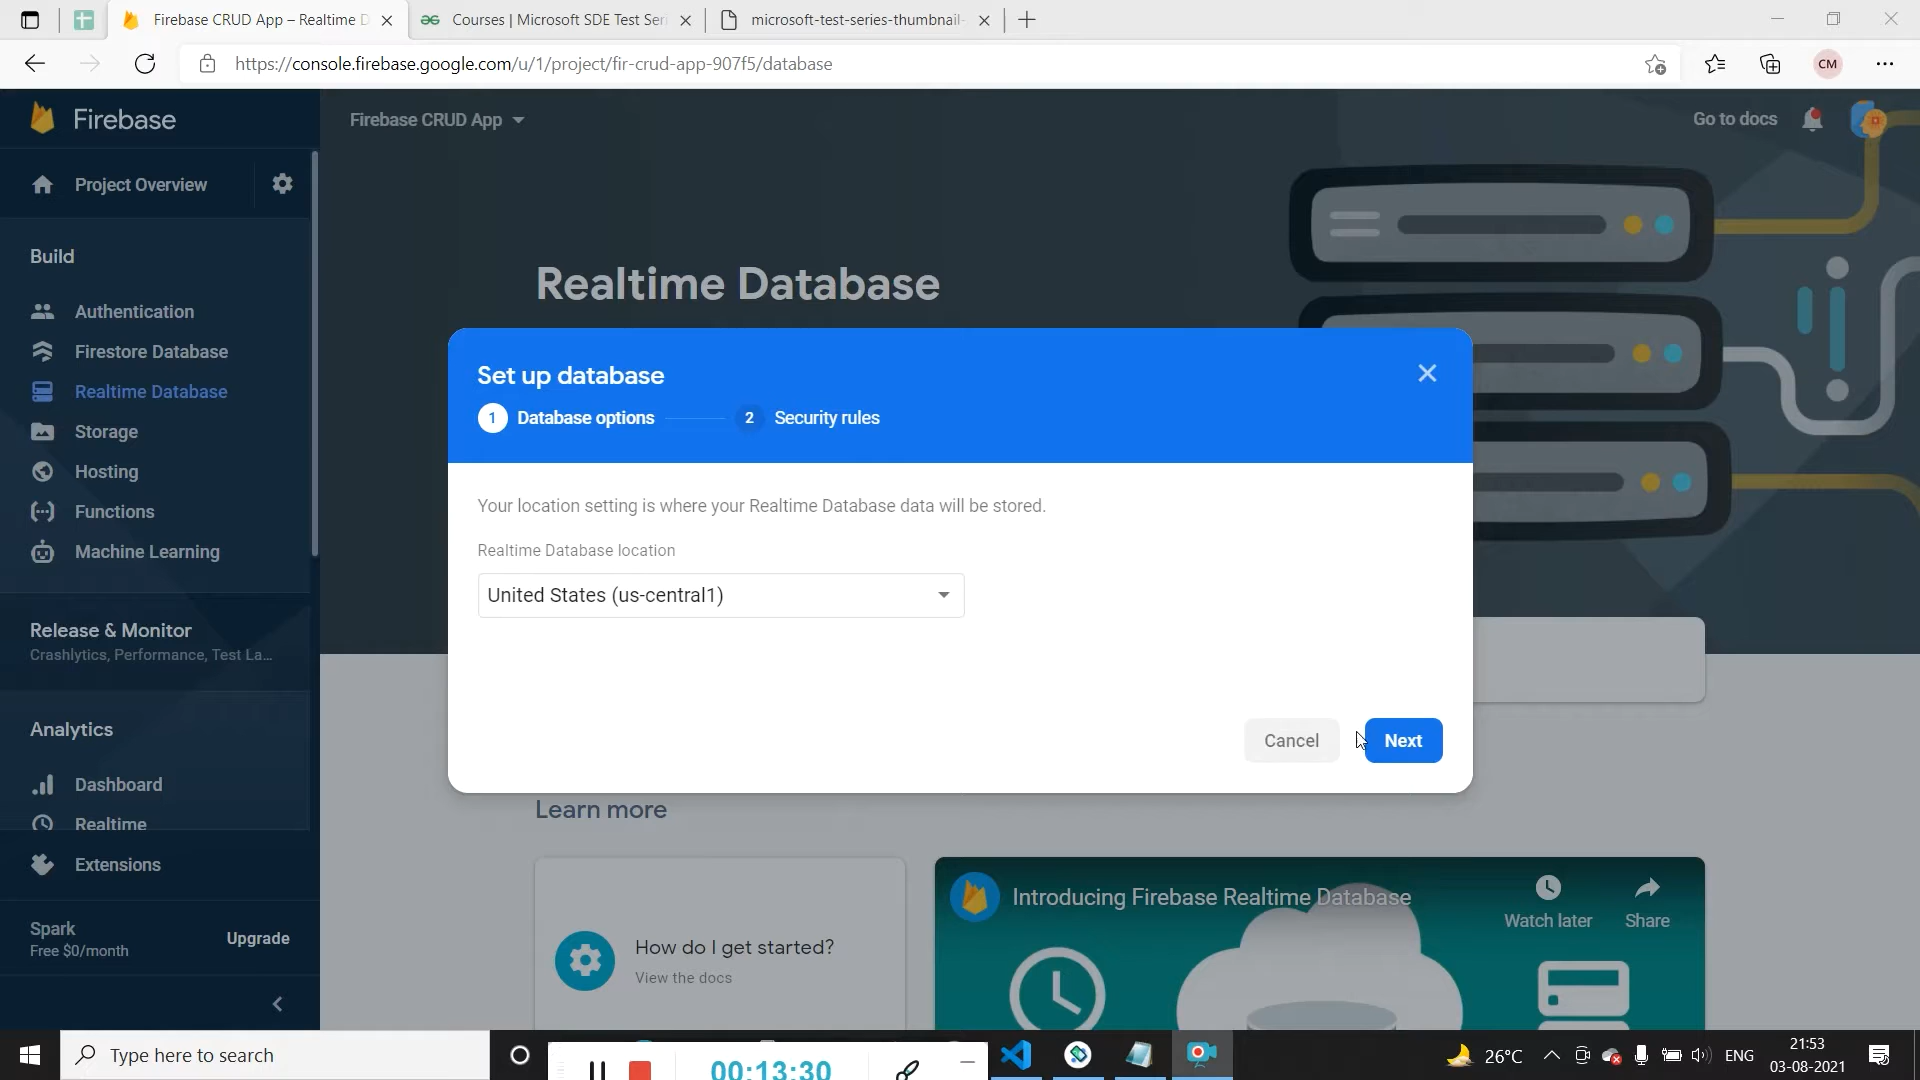 Firebase CRUD App – Realtime D
Courses | Microsoft SDE Test Seri
microsoft-test-series-thumbnail-
https://console.firebase.google.com/u/1/project/fir-crud-app-907f5/database
CM
Firebase
Firebase CRUD App
Go to docs
Project Overview
Build
Authentication
Firestore Database
Realtime Database
Storage
Hosting
Functions
Machine Learning
Release & Monitor
Crashlytics, Performance, Test La...
Analytics
Dashboard
Realtime
Extensions
Spark
Free $0/month
Upgrade
Realtime Database
Set up database
1 Database options
2 Security rules
Your location setting is where your Realtime Database data will be stored.
Realtime Database location
United States (us-central1)
Cancel
Next
Learn more
How do I get started?
View the docs
Introducing Firebase Realtime Database
Watch later
Share
Type here to search
00:13:30
26°C
ENG
21:53
03-08-2021